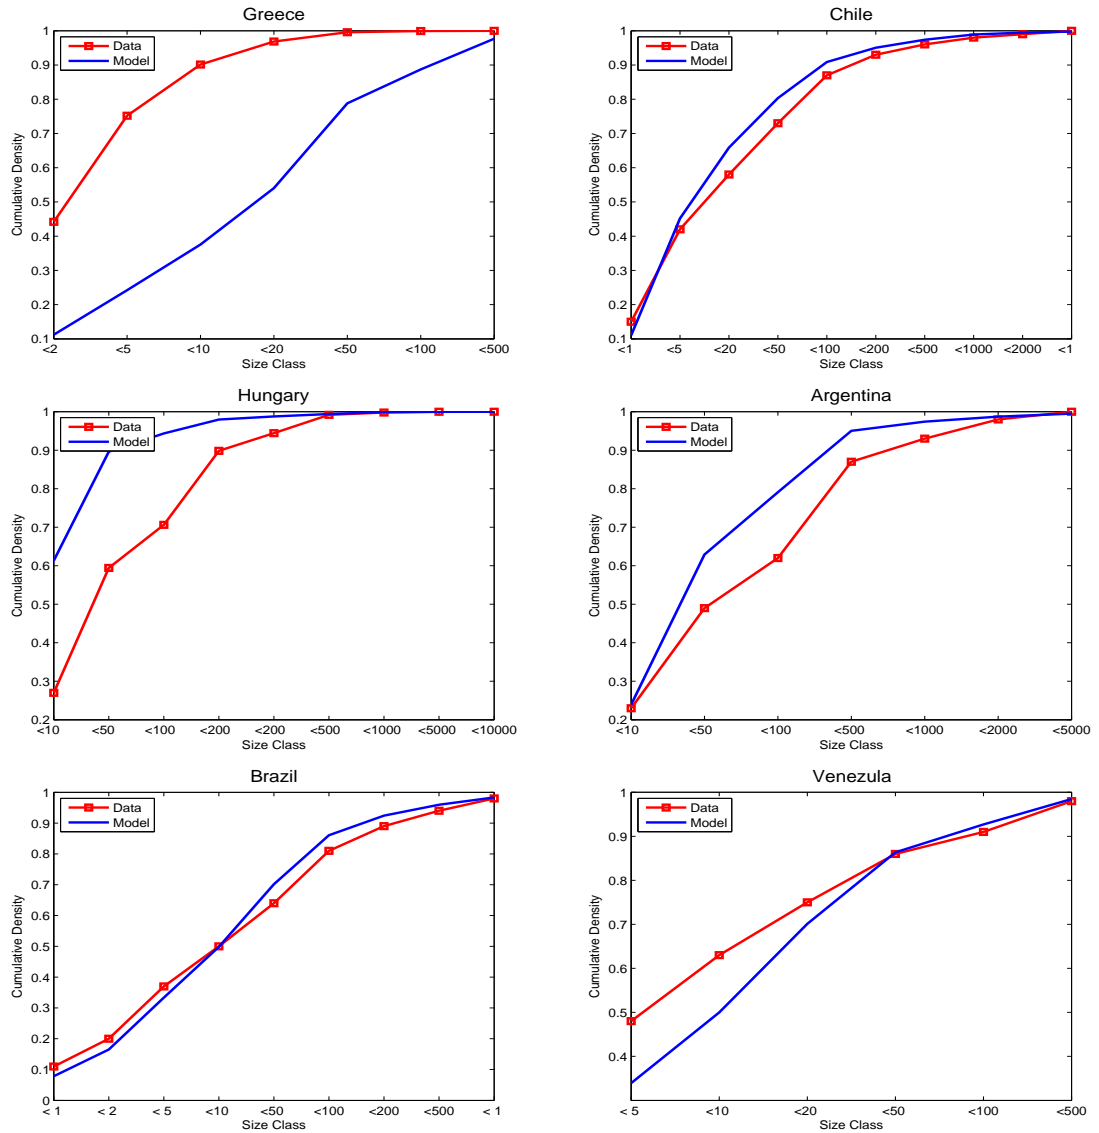 Greece
Data
Model
Cumulative Density
1
0.9
0.8
0.7
0.6
0.5
0.4
0.3
0.2
0.1
<2 <5 <10 <20 <50 <100 <500
Size Class
Chile
Data
Model
Cumulative Density
1
0.9
0.8
0.7
0.6
0.5
0.4
0.3
0.2
0.1
<1 <5 <20 <50 <100 <200 <500 <1000 <2000 <1
Size Class
Hungary
Data
Model
Cumulative Density
1
0.9
0.8
0.7
0.6
0.5
0.4
0.3
0.2
<10 <50 <100 <200 <200 <500 <1000 <5000 <10000
Size Class
Argentina
Data
Model
Cumulative Density
1
0.9
0.8
0.7
0.6
0.5
0.4
0.3
0.2
<10 <50 <100 <500 <1000 <2000 <5000
Size Class
Brazil
Data
Model
Cumulative Density
1
0.9
0.8
0.7
0.6
0.5
0.4
0.3
0.2
0.1
0
< 1 < 2 < 5 <10 <50 <100 <200 <500 < 1
Size Class
Venezula
Data
Model
Cumulative Density
1
0.9
0.8
0.7
0.6
0.5
0.4
< 5 <10 <20 <50 <100 <500
Size Class